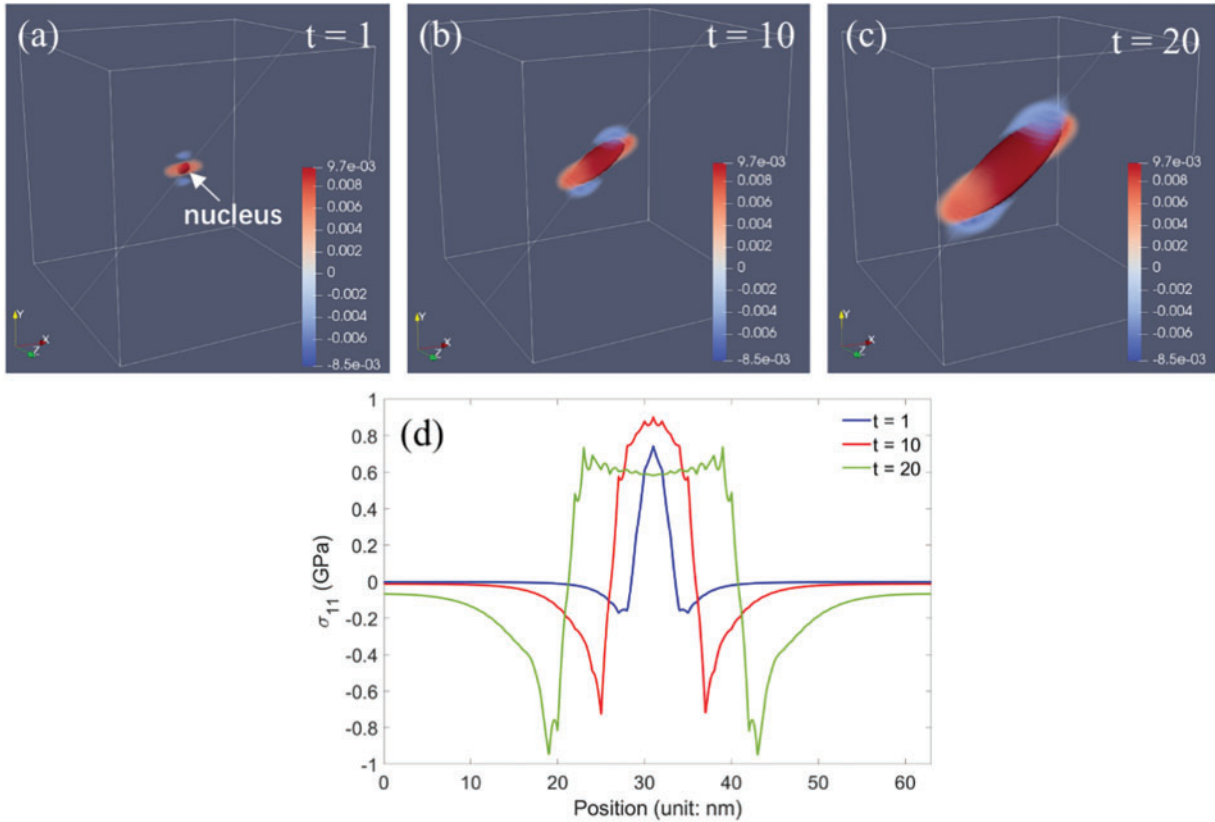 (a) t = 1
nucleus
9.7e-03
0.008
0.006
0.004
0.002
0
-0.002
-0.004
-0.006
-8.5e-03
Y
X
Z
(b) t = 10
9.7e-03
0.008
0.006
0.004
0.002
0
-0.002
-0.004
-0.006
-8.5e-03
Y
X
Z
(c) t = 20
9.7e-03
0.008
0.006
0.004
0.002
0
-0.002
-0.004
-0.006
-8.5e-03
Y
X
Z
(d)
t = 1
t = 10
t = 20
1
0.8
0.6
0.4
0.2
0
-0.2
-0.4
-0.6
-0.8
-1
σ11 (GPa)
0 10 20 30 40 50 60
Position (unit: nm)